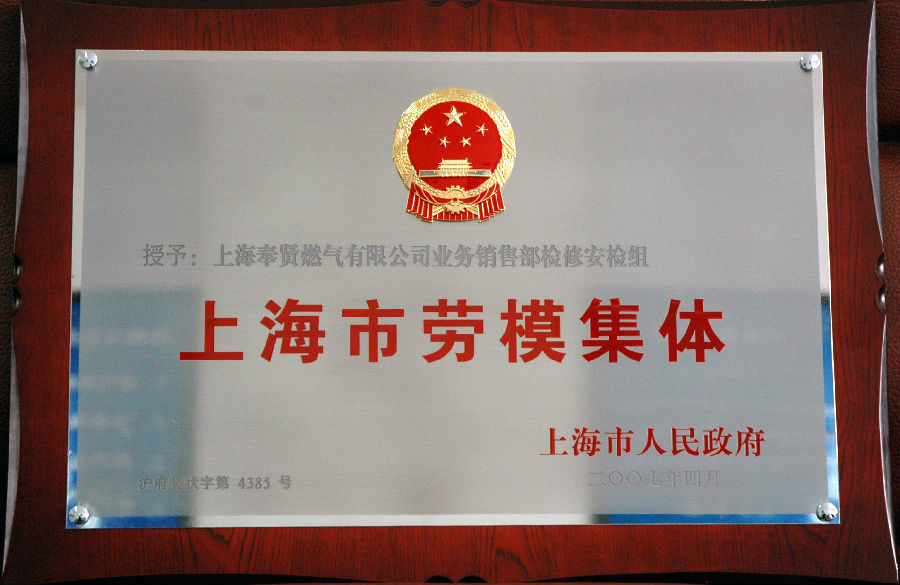 授予：上海奉贤燃气有限公司业务销售部检修安检组
上海市劳模集体
上海市人民政府
沪府奖状字第 4385 号
二〇〇七年四月